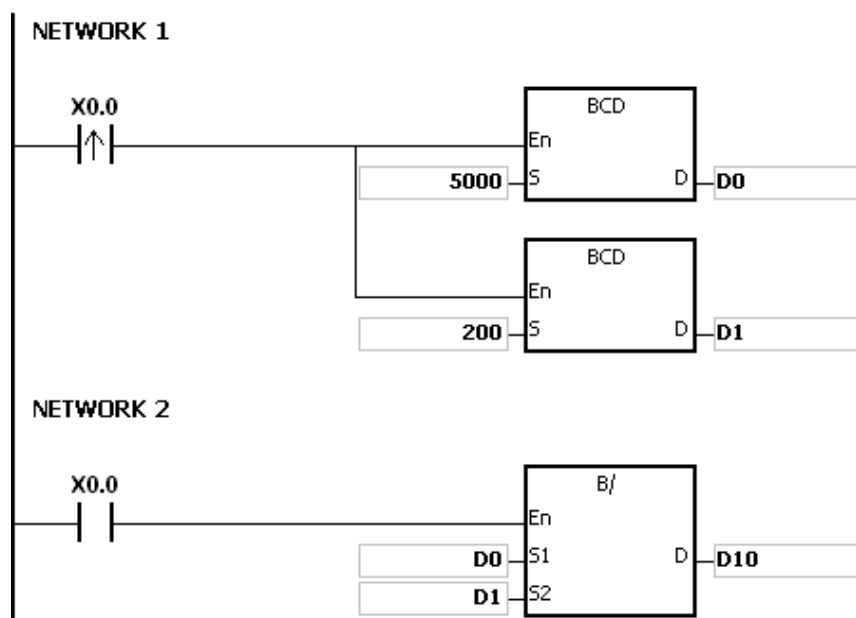 NETWORK 1
X0.0
BCD
En
5000 S D D0
BCD
En
200 S D D1
NETWORK 2
X0.0
B/
En
D0 S1 D D10
D1 S2